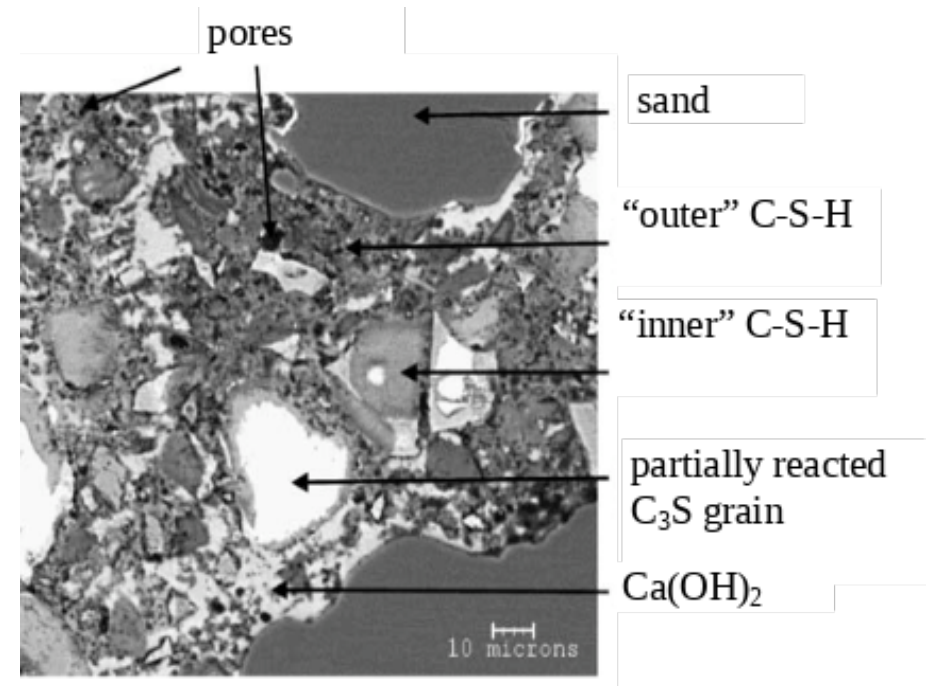 pores
sand
“outer” C-S-H
“inner” C-S-H
partially reacted
C₃S grain
Ca(OH)₂
10 microns